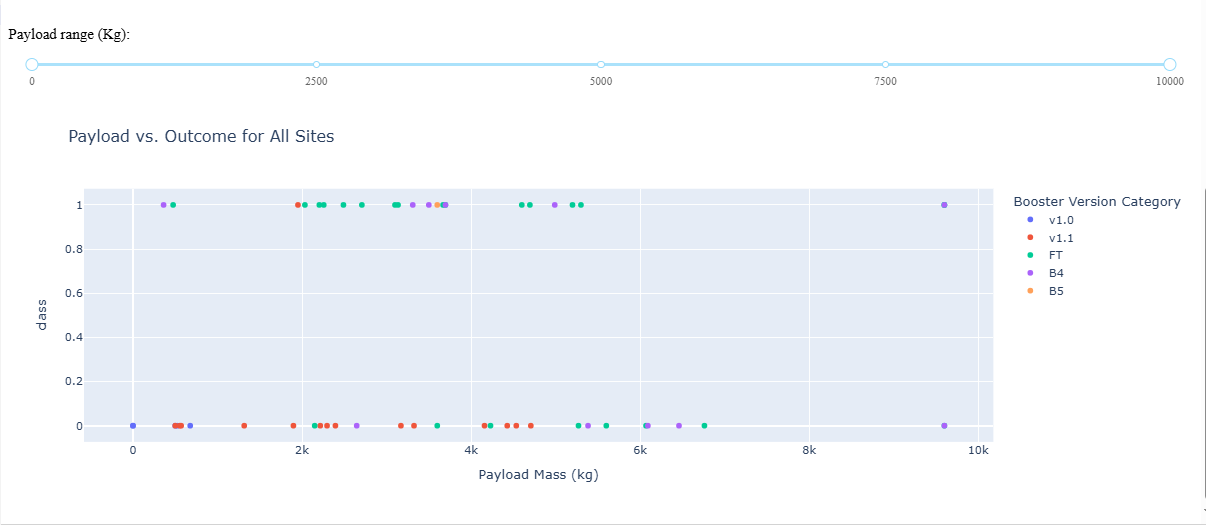 Payload range (Kg):
0 2500 5000 7500 10000
Payload vs. Outcome for All Sites
Booster Version Category
v1.0
v1.1
FT
B4
B5
class
1
0.8
0.6
0.4
0.2
0
0 2k 4k 6k 8k 10k
Payload Mass (kg)